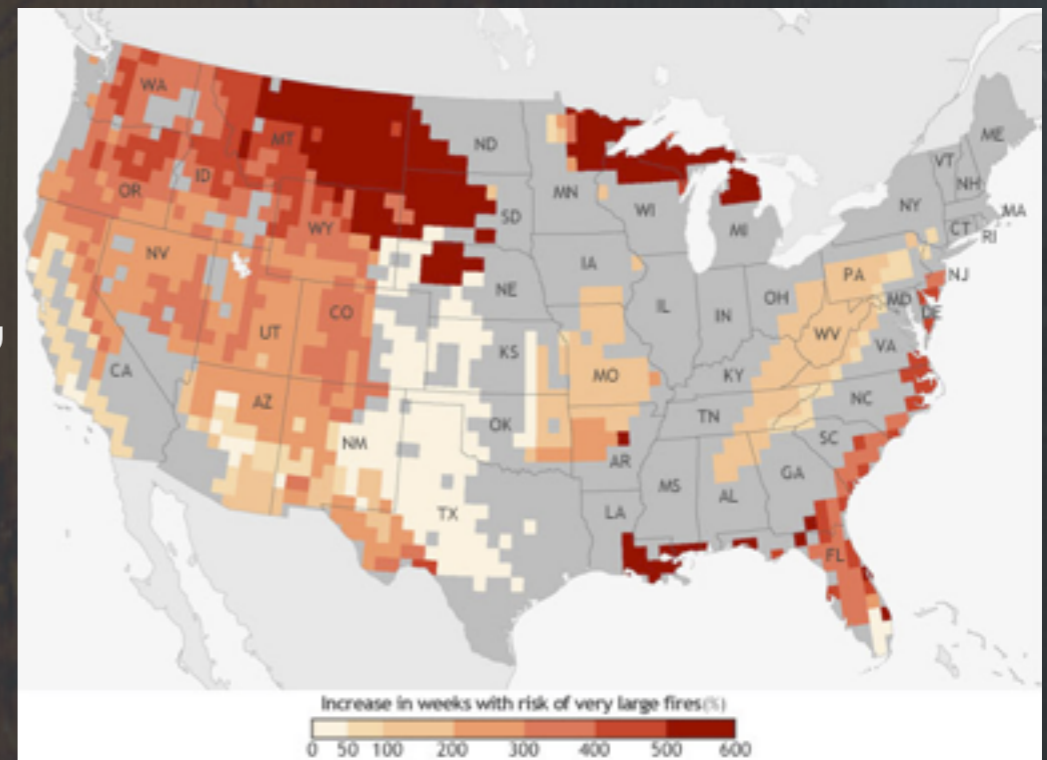 WA
MT
ND
ME
VT
OR
ID
MN
NH
WY
SD
WI
NY
MA
MI
CT
RI
NV
IA
PA
NJ
NE
OH
MD
DE
CO
IL
IN
UT
WV
KS
VA
CA
MO
KY
AZ
NC
OK
TN
NM
AR
SC
MS
GA
AL
TX
LA
FL
Increase in weeks with risk of very large fires(%)
0 50 100 200 300 400 500 600